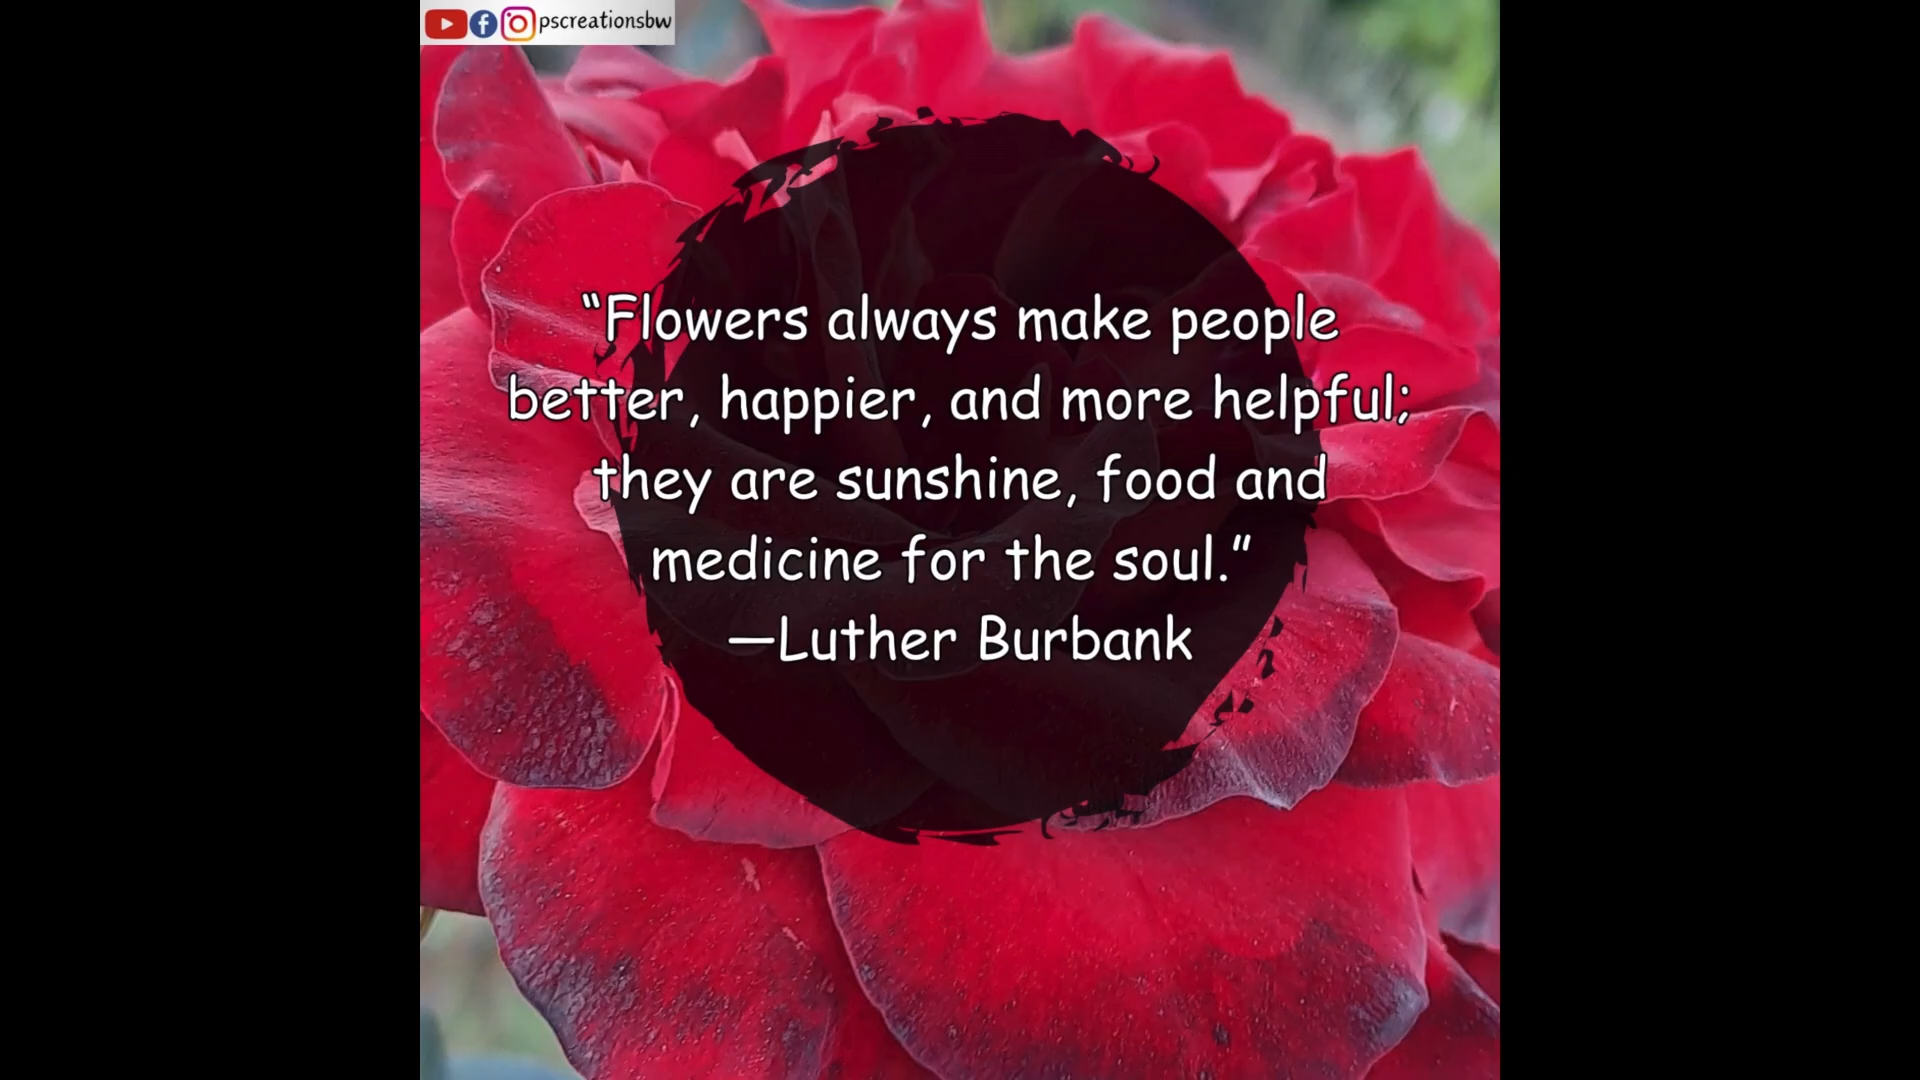 pscreationsbw
“Flowers always make people
better, happier, and more helpful;
they are sunshine, food and
medicine for the soul.”
—Luther Burbank